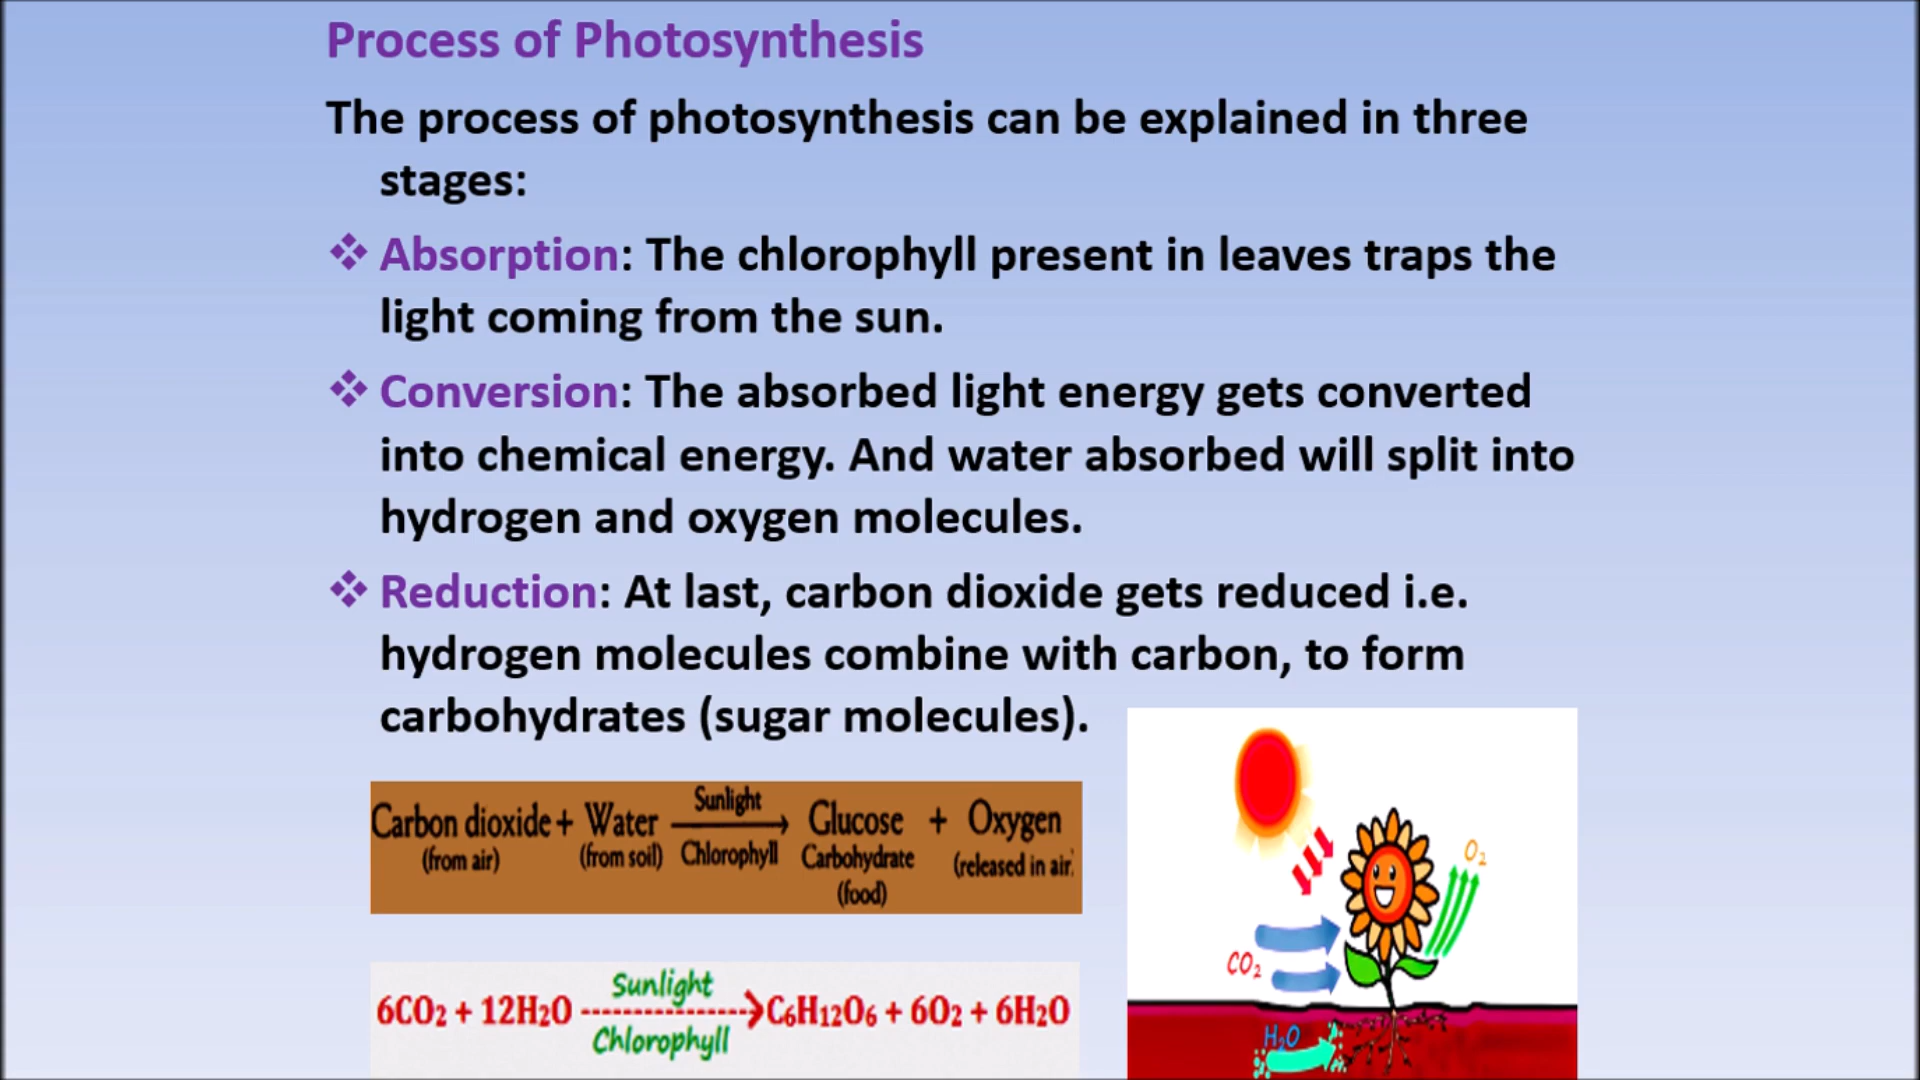 Process of Photosynthesis
The process of photosynthesis can be explained in three
stages:
❖ Absorption: The chlorophyll present in leaves traps the
light coming from the sun.
❖ Conversion: The absorbed light energy gets converted
into chemical energy. And water absorbed will split into
hydrogen and oxygen molecules.
❖ Reduction: At last, carbon dioxide gets reduced i.e.
hydrogen molecules combine with carbon, to form
carbohydrates (sugar molecules).
Sunlight
Carbon dioxide + Water → Glucose + Oxygen
(from air) (from soil) Chlorophyll Carbohydrate (released in air)
(food)
Sunlight
6CO2 + 12H2O ---------> C6H12O6 + 6O2 + 6H2O
Chlorophyll
O2
CO2
H2O